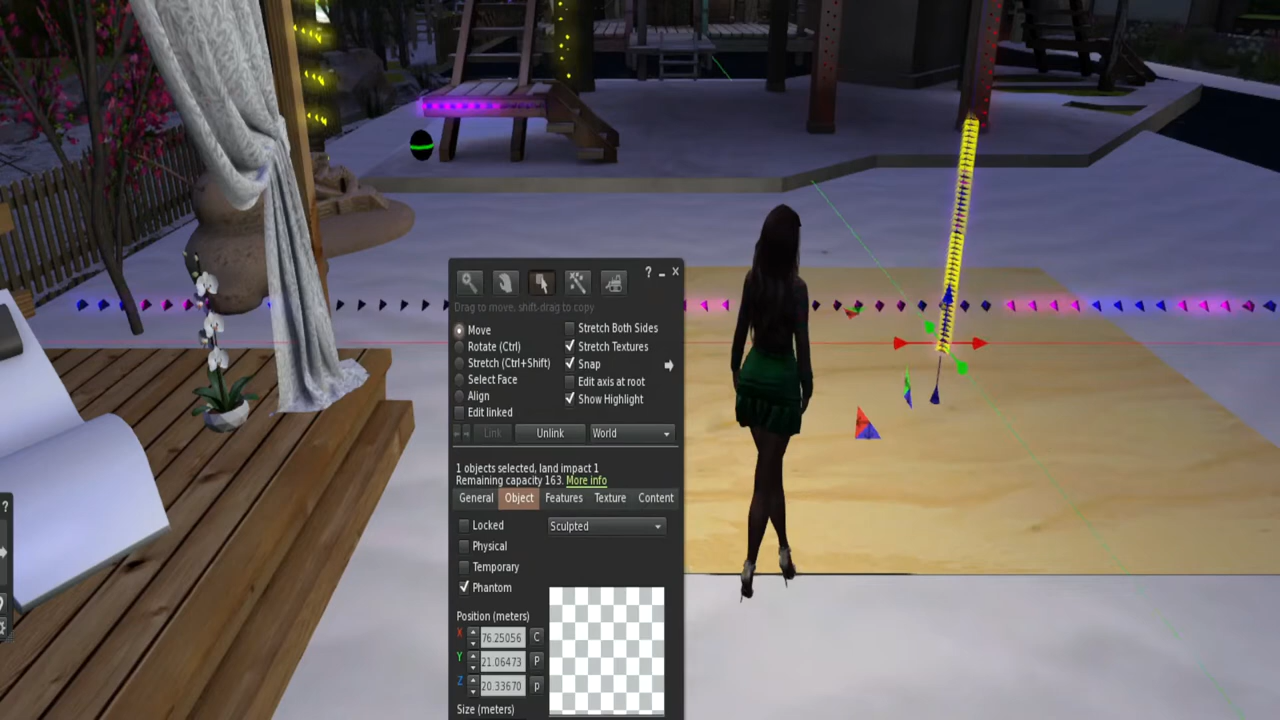 ?
Drag to move, shift-drag to copy
Move
Stretch Both Sides
Rotate (Ctrl)
Stretch Textures
Stretch (Ctrl+Shift)
Snap
Select Face
Edit axis at root
Align
Show Highlight
Edit linked
Link
Unlink
World
1 objects selected, land impact 1
Remaining capacity 163. More info
General
Object
Features
Texture
Content
Locked
Sculpted
Physical
Temporary
Phantom
Position (meters)
X 76.25056 C
Y 21.06473 P
Z 20.33670 p
Size (meters)
?